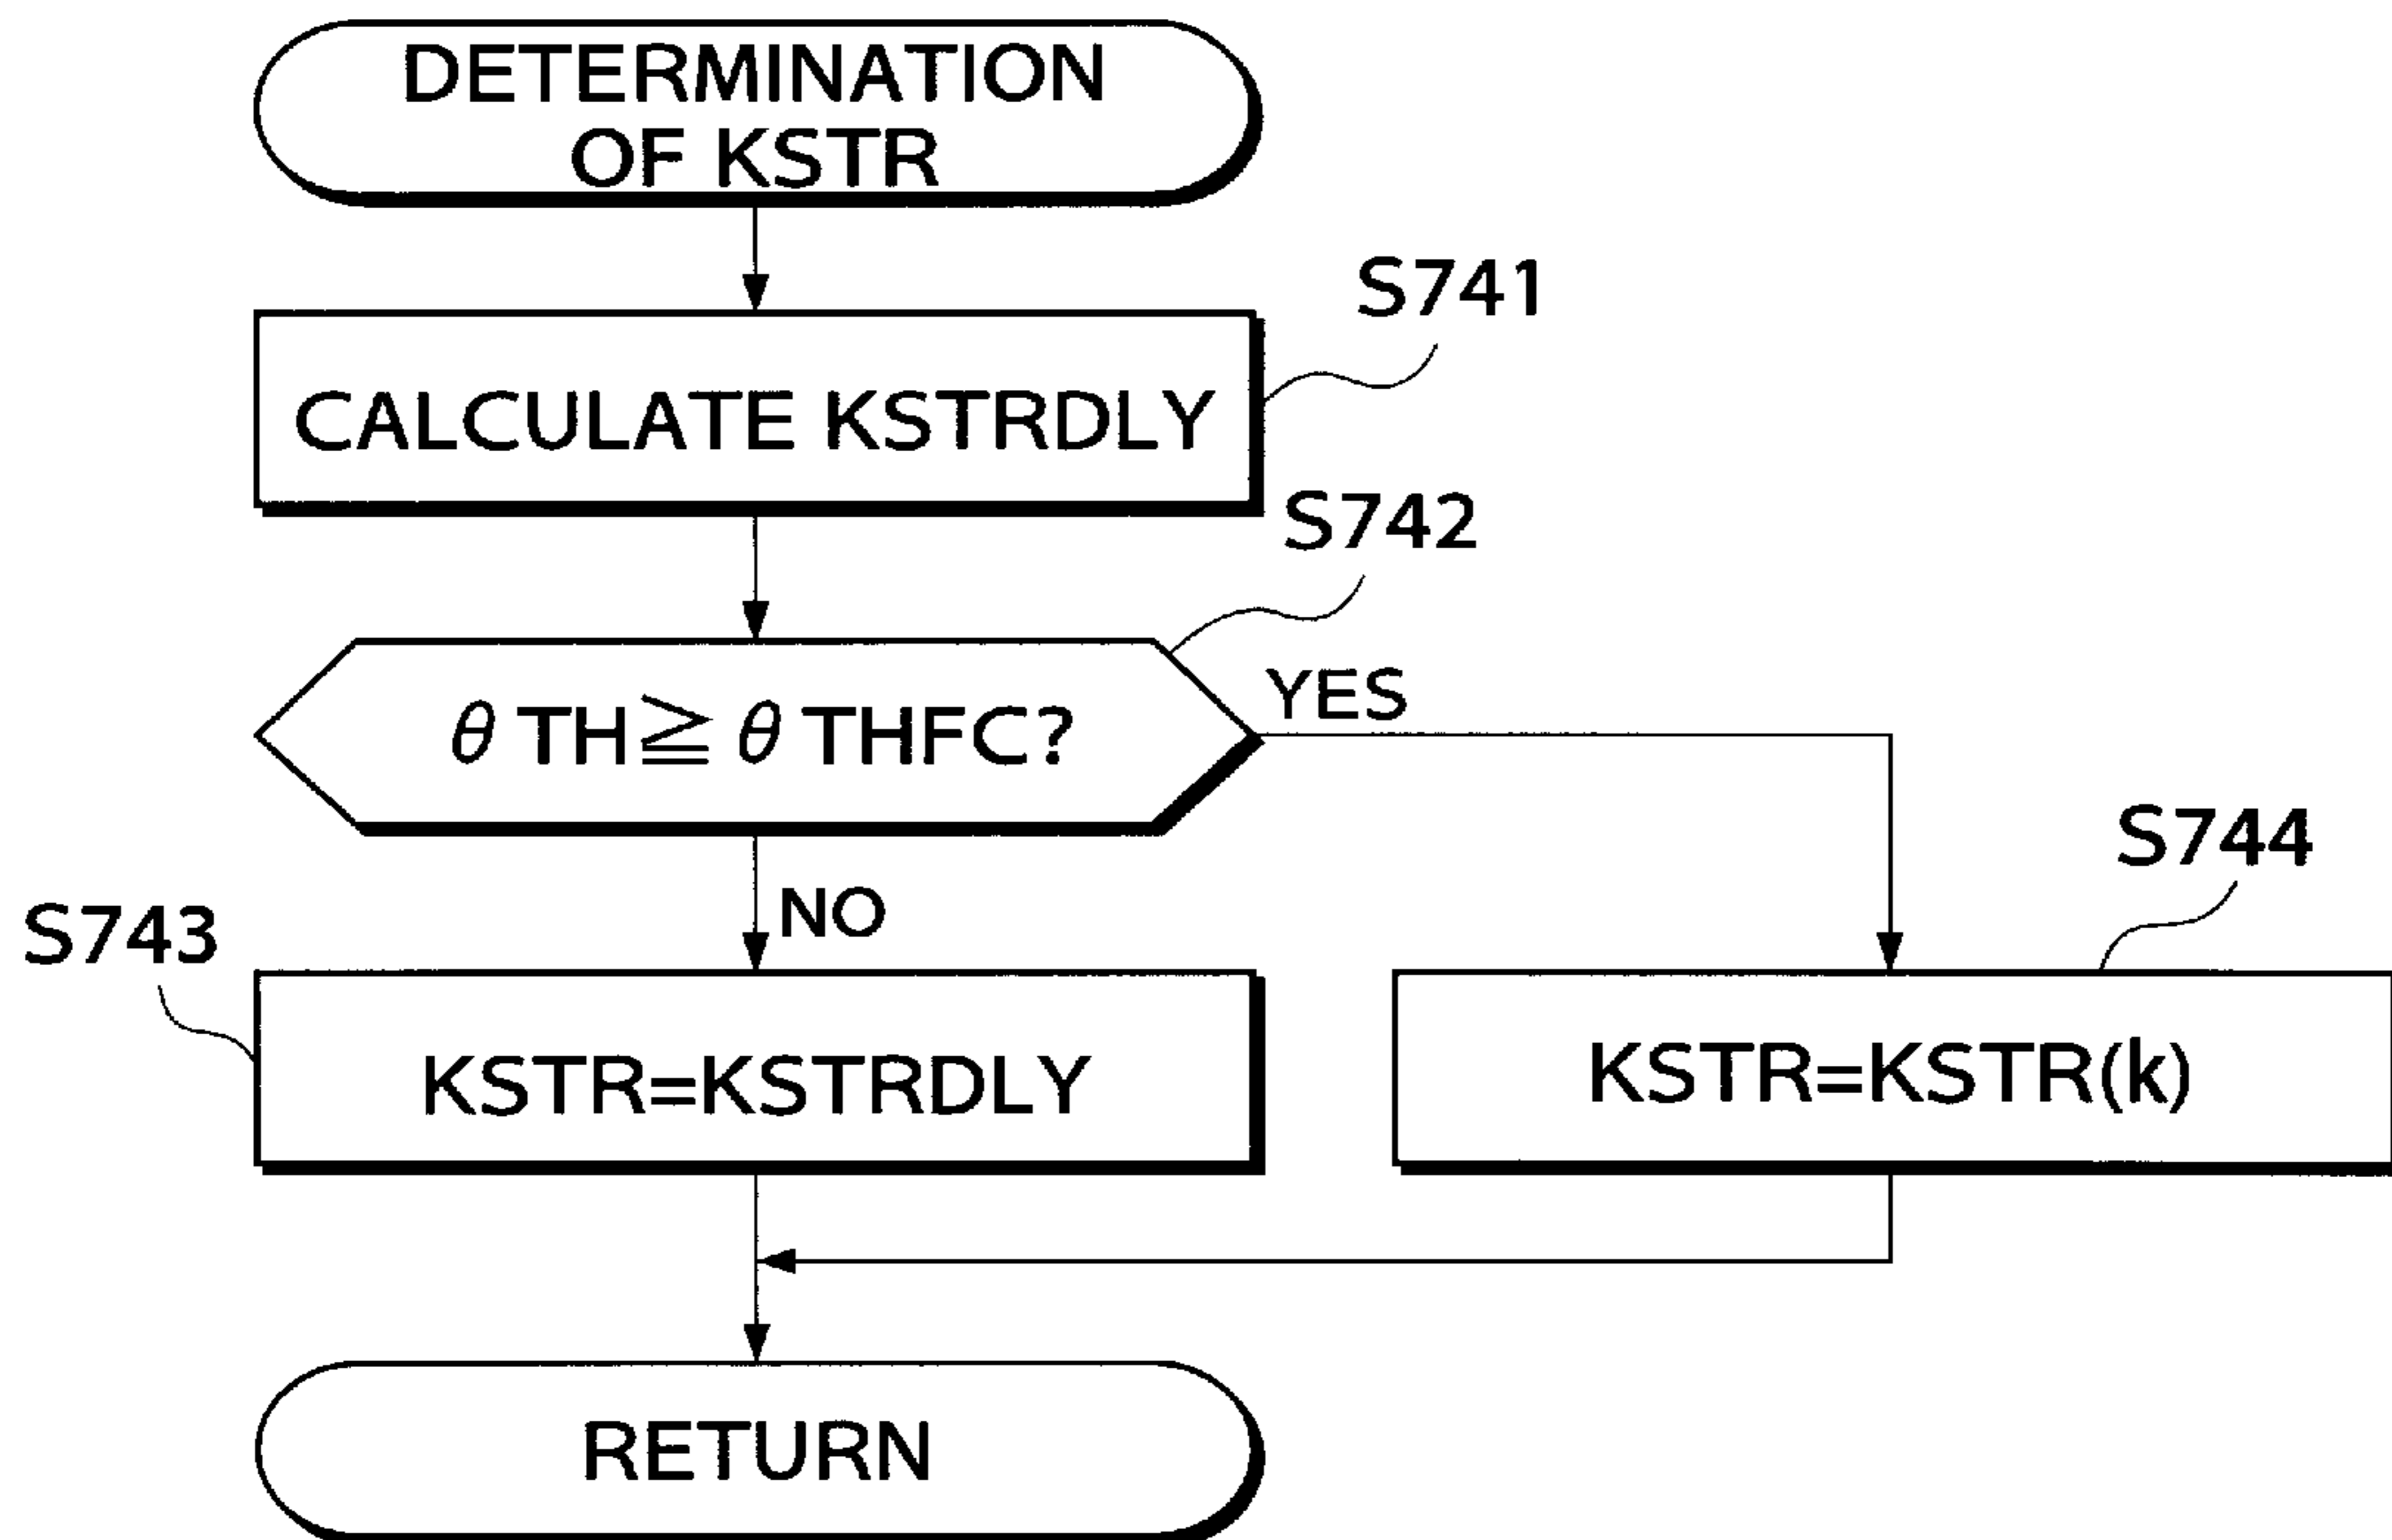 DETERMINATION
OF KSTR
S741
CALCULATE KSTRDLY
S742
θ TH≧ θ THFC?
YES
NO
S743
S744
KSTR=KSTRDLY
KSTR=KSTR(k)
RETURN